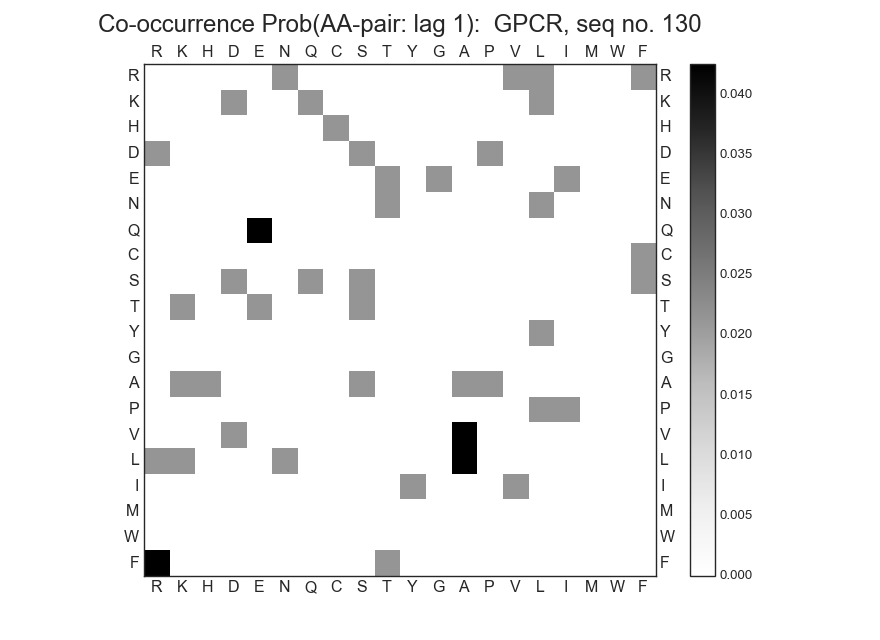 Co-occurrence Prob(AA-pair: lag 1):  GPCR, seq no. 130
R K H D E N Q C S T Y G A P V L I M W F
R R
K K
H H
D D
E E
N N
Q Q
C C
S S
T T
Y Y
G G
A A
P P
V V
L L
I I
M M
W W
F F
R K H D E N Q C S T Y G A P V L I M W F
0.040
0.035
0.030
0.025
0.020
0.015
0.010
0.005
0.000